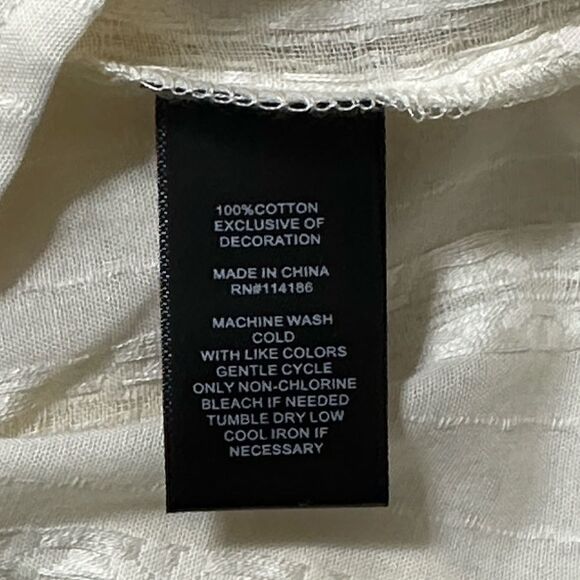 100%COTTON
EXCLUSIVE OF
DECORATION
MADE IN CHINA
RN#114186
MACHINE WASH
COLD
WITH LIKE COLORS
GENTLE CYCLE
ONLY NON-CHLORINE
BLEACH IF NEEDED
TUMBLE DRY LOW
COOL IRON IF
NECESSARY